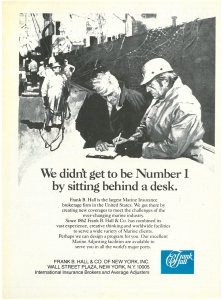 We didn't get to be Number 1
by sitting behind a desk.
Frank B. Hall is the largest Marine Insurance
brokerage firm in the United States. We got there by
creating new coverages to meet the challenges of the
ever-changing marine industry.
Since 1862 Frank B. Hall & Co. has combined its
vast experience, creative thinking and worldwide facilities
to serve a wide variety of Marine clients.
Perhaps we can design a program for you. Our excellent
Marine Adjusting facilities are available to
serve you in all the world's major ports.
Frank
Hall
FRANK B. HALL & CO. OF NEW YORK, INC.
WALL STREET PLAZA, NEW YORK, N.Y. 10005
International Insurance Brokers and Average Adjusters